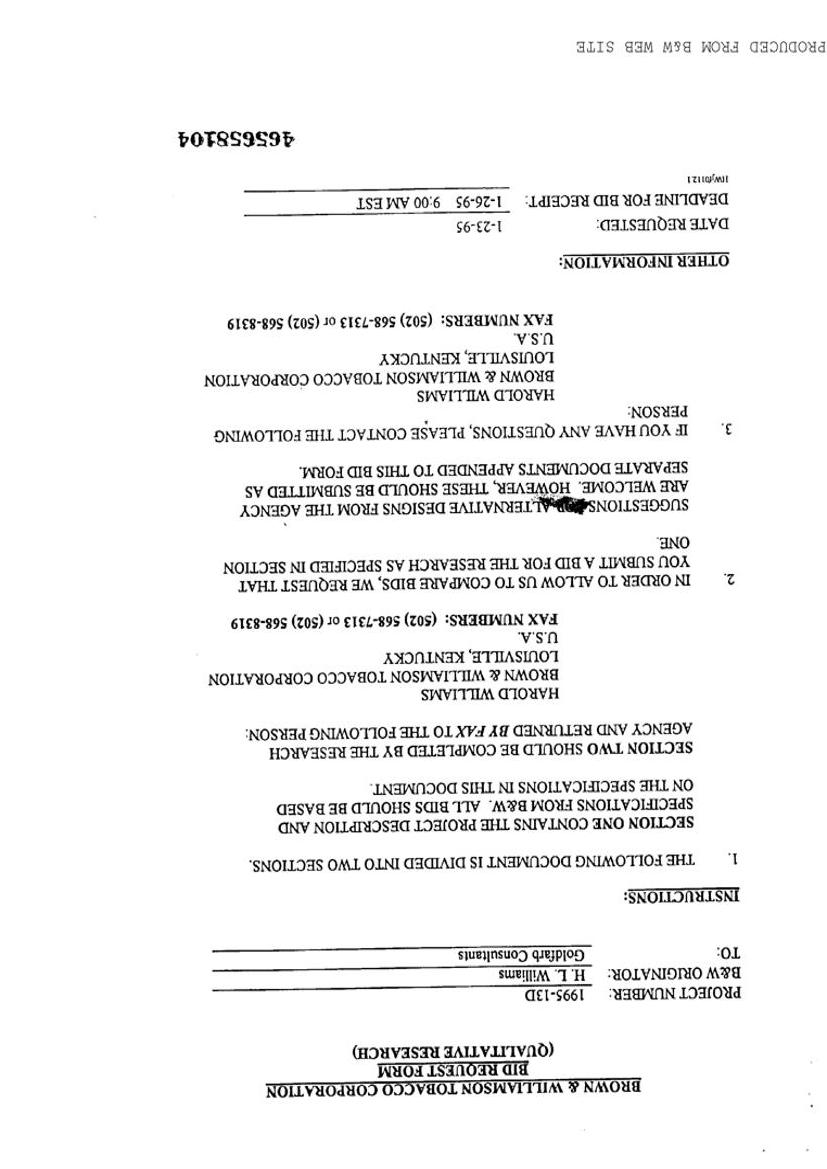 BROWN & WILLIAMSON TOBACCO CORPORATION
BID REQUEST FORM
(QUALITATIVE RESEARCH)
PROJECT NUMBER: 1995-13D
B&W ORIGINATOR: H. L. Williams
TO: Goldfarb Consultants
INSTRUCTIONS:
1. THE FOLLOWING DOCUMENT IS DIVIDED INTO TWO SECTIONS.
SECTION ONE CONTAINS THE PROJECT DESCRIPTION AND
SPECIFICATIONS FROM B&W. ALL BIDS SHOULD BE BASED
ON THE SPECIFICATIONS IN THIS DOCUMENT.
SECTION TWO SHOULD BE COMPLETED BY THE RESEARCH
AGENCY AND RETURNED BY FAX TO THE FOLLOWING PERSON:
HAROLD WILLIAMS
BROWN & WILLIAMSON TOBACCO CORPORATION
LOUISVILLE, KENTUCKY
U.S.A.
FAX NUMBERS: (502) 568-7313 or (502) 568-8319
2. IN ORDER TO ALLOW US TO COMPARE BIDS, WE REQUEST THAT
YOU SUBMIT A BID FOR THE RESEARCH AS SPECIFIED IN SECTION
ONE.
SUGGESTIONS ALTERNATIVE DESIGNS FROM THE AGENCY
ARE WELCOME. HOWEVER, THESE SHOULD BE SUBMITTED AS
SEPARATE DOCUMENTS APPENDED TO THIS BID FORM.
3. IF YOU HAVE ANY QUESTIONS, PLEASE CONTACT THE FOLLOWING
PERSON:
HAROLD WILLIAMS
BROWN & WILLIAMSON TOBACCO CORPORATION
LOUISVILLE, KENTUCKY
U.S.A.
FAX NUMBERS: (502) 568-7313 or (502) 568-8319
OTHER INFORMATION:
DATE REQUESTED: 1-23-95
DEADLINE FOR BID RECEIPT: 1-26-95 9:00 AM EST
465658104
PRODUCED FROM B&W WEB SITE